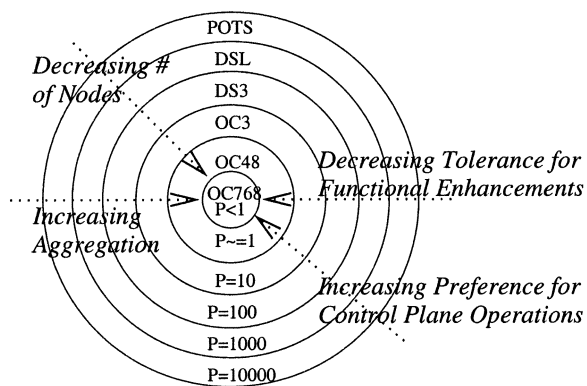 POTS
DSL
DS3
OC3
OC48
OC768
P<1
P~=1
P=10
P=100
P=1000
P=10000
Decreasing #
of Nodes
Decreasing Tolerance for
Functional Enhancements
Increasing
Aggregation
Increasing Preference for
Control Plane Operations